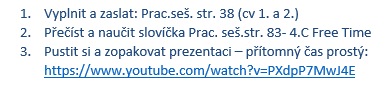 1. Vyplnit a zaslat: Prac.seš. str. 38 (cv 1. a 2.)
2. Přečíst a naučit slovíčka Prac. seš.str. 83- 4.C Free Time
3. Pustit si a zopakovat prezentaci – přítomný čas prostý:
https://www.youtube.com/watch?v=PXdpP7MwJ4E